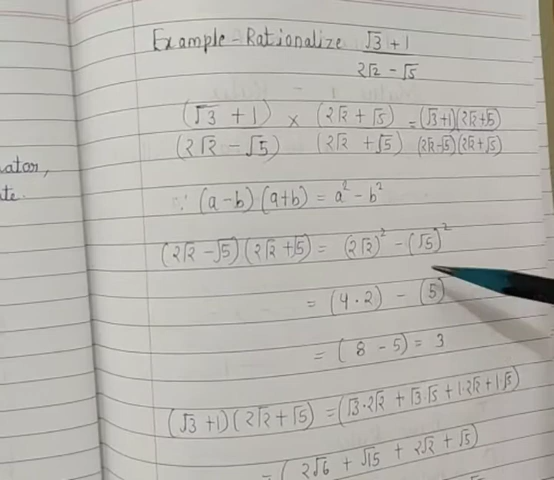 Example - Rationalize √3 + 1
2√2 - √5
(√3 + 1) × (2√2 + √5) = (√3+1)(2√2+√5)
(2√2 - √5) (2√2 + √5) (2√2-√5)(2√2+√5)
∵ (a-b) (a+b) = a² - b²
(2√2 - √5) (2√2 + √5) = (2√2)² - (√5)²
= (4·2) - (5)
= (8 - 5) = 3
(√3 + 1) (2√2 + √5) = (√3·2√2 + √3·√5 + 1·2√2 + 1·√5)
= (2√6 + √15 + 2√2 + √5)